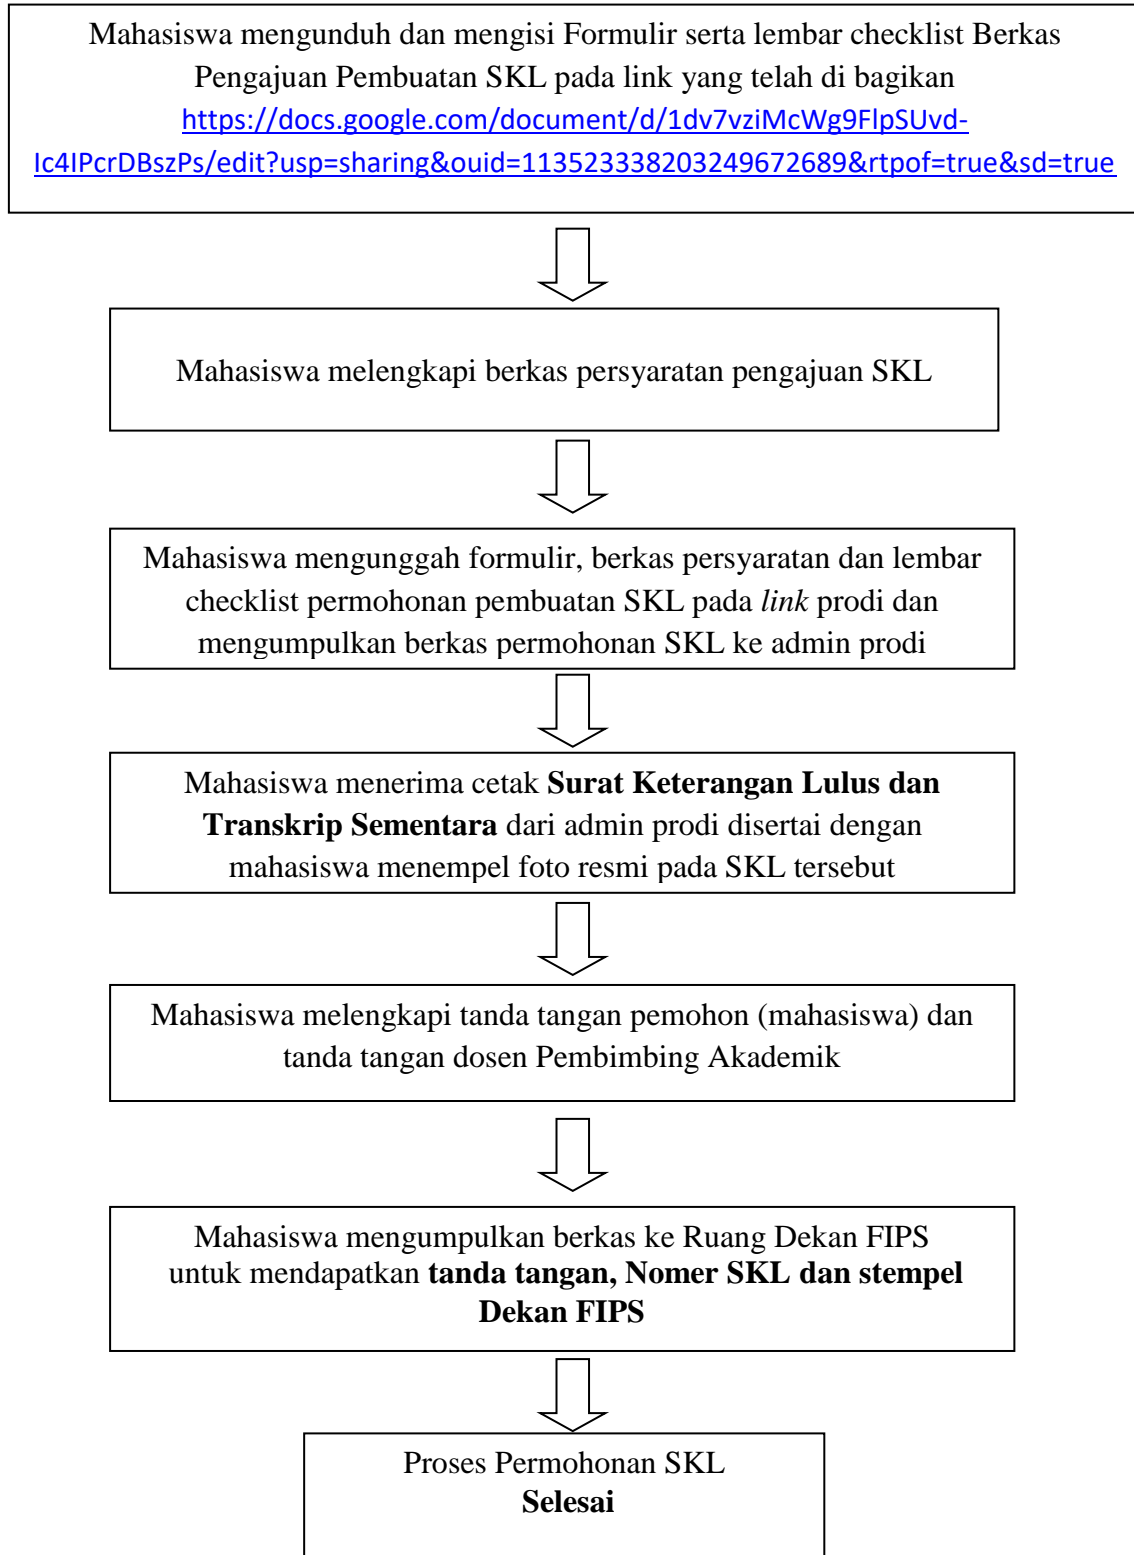 Mahasiswa mengunduh dan mengisi Formulir serta lembar checklist Berkas
Pengajuan Pembuatan SKL pada link yang telah di bagikan
https://docs.google.com/document/d/1dv7vziMcWg9FlpSUvd-
Ic4IPcrDBszPs/edit?usp=sharing&ouid=113523338203249672689&rtpof=true&sd=true
Mahasiswa melengkapi berkas persyaratan pengajuan SKL
Mahasiswa mengunggah formulir, berkas persyaratan dan lembar
checklist permohonan pembuatan SKL pada link prodi dan
mengumpulkan berkas permohonan SKL ke admin prodi
Mahasiswa menerima cetak Surat Keterangan Lulus dan
Transkrip Sementara dari admin prodi disertai dengan
mahasiswa menempel foto resmi pada SKL tersebut
Mahasiswa melengkapi tanda tangan pemohon (mahasiswa) dan
tanda tangan dosen Pembimbing Akademik
Mahasiswa mengumpulkan berkas ke Ruang Dekan FIPS
untuk mendapatkan tanda tangan, Nomer SKL dan stempel
Dekan FIPS
Proses Permohonan SKL
Selesai